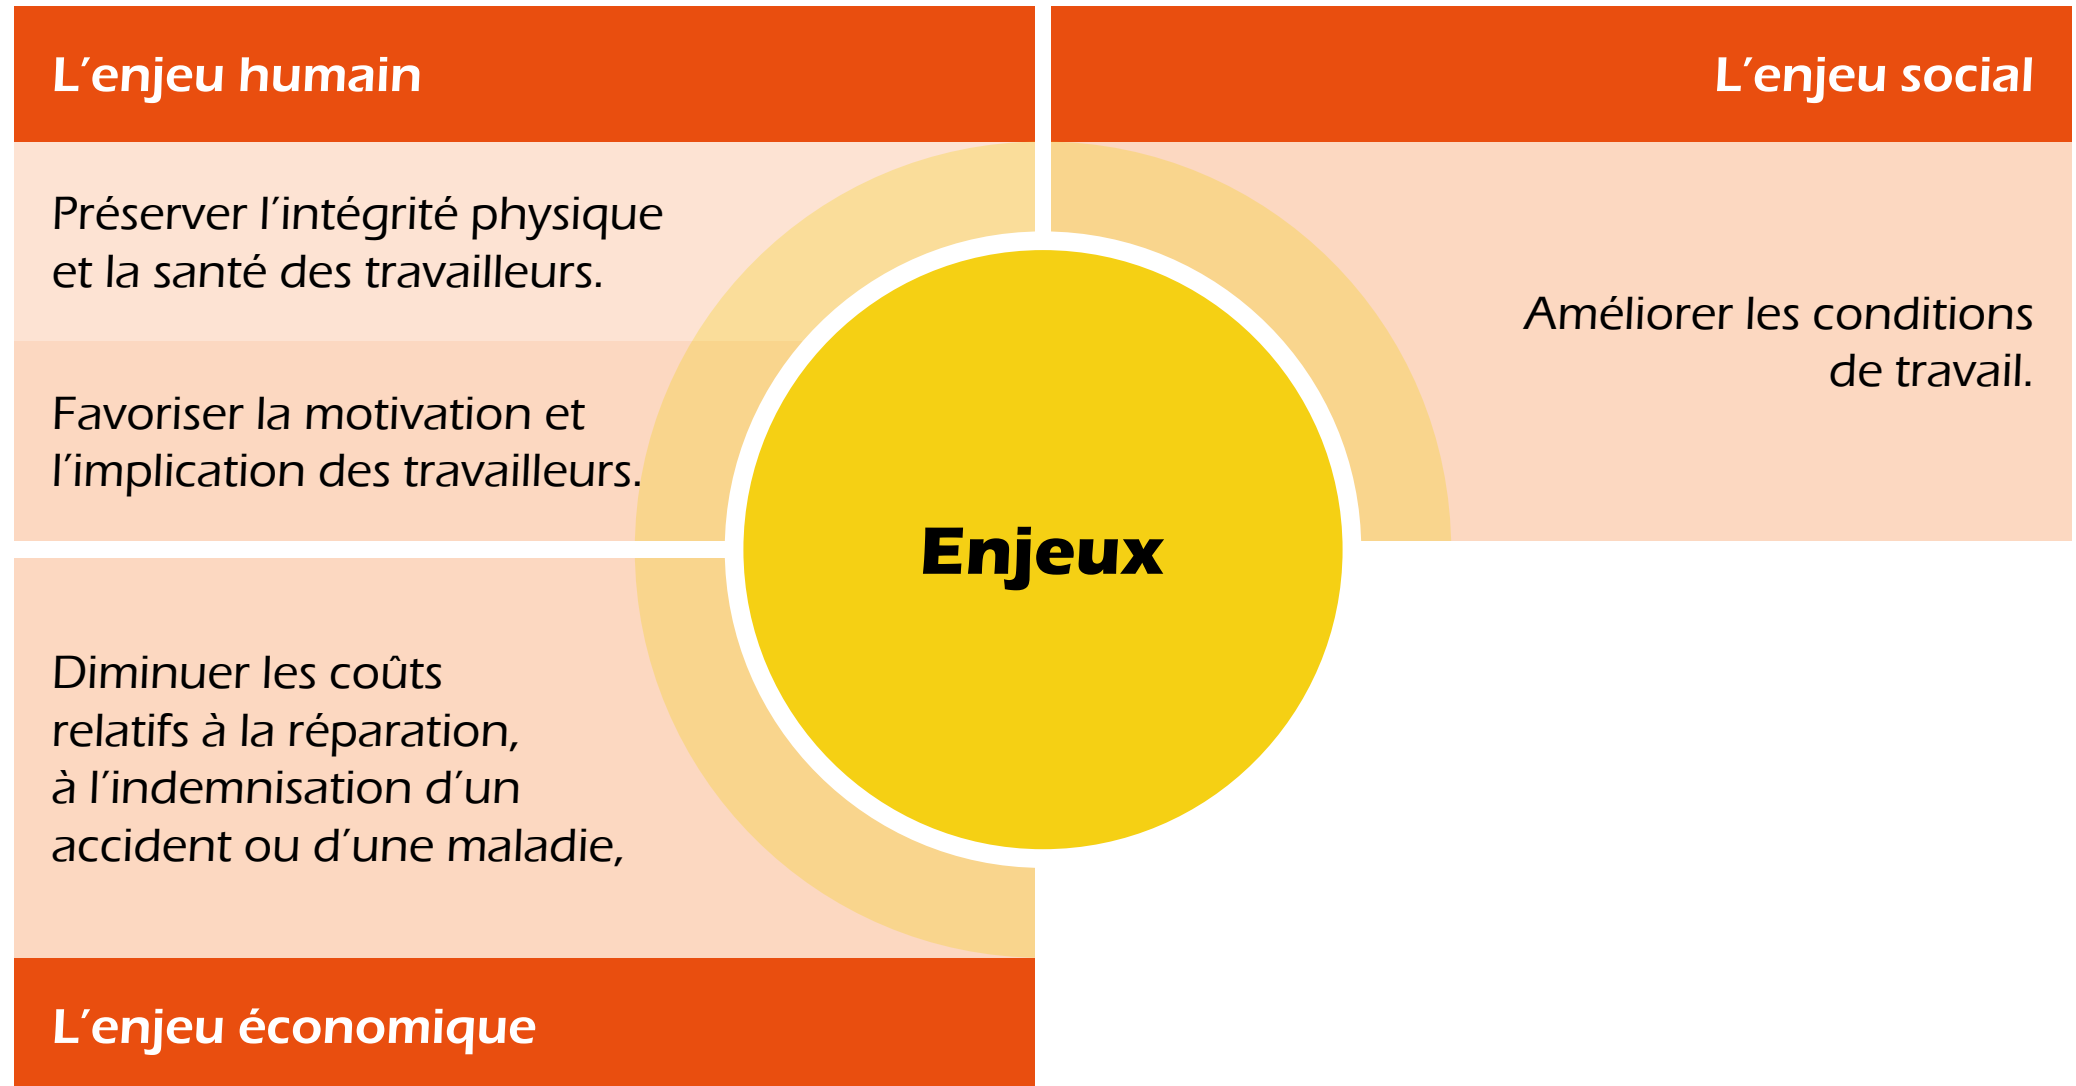 L’enjeu humain
Préserver l’intégrité physique
et la santé des travailleurs.
Favoriser la motivation et
l’implication des travailleurs.
L’enjeu social
Améliorer les conditions
de travail.
Enjeux
Diminuer les coûts
relatifs à la réparation,
à l’indemnisation d’un
accident ou d’une maladie,
L’enjeu économique